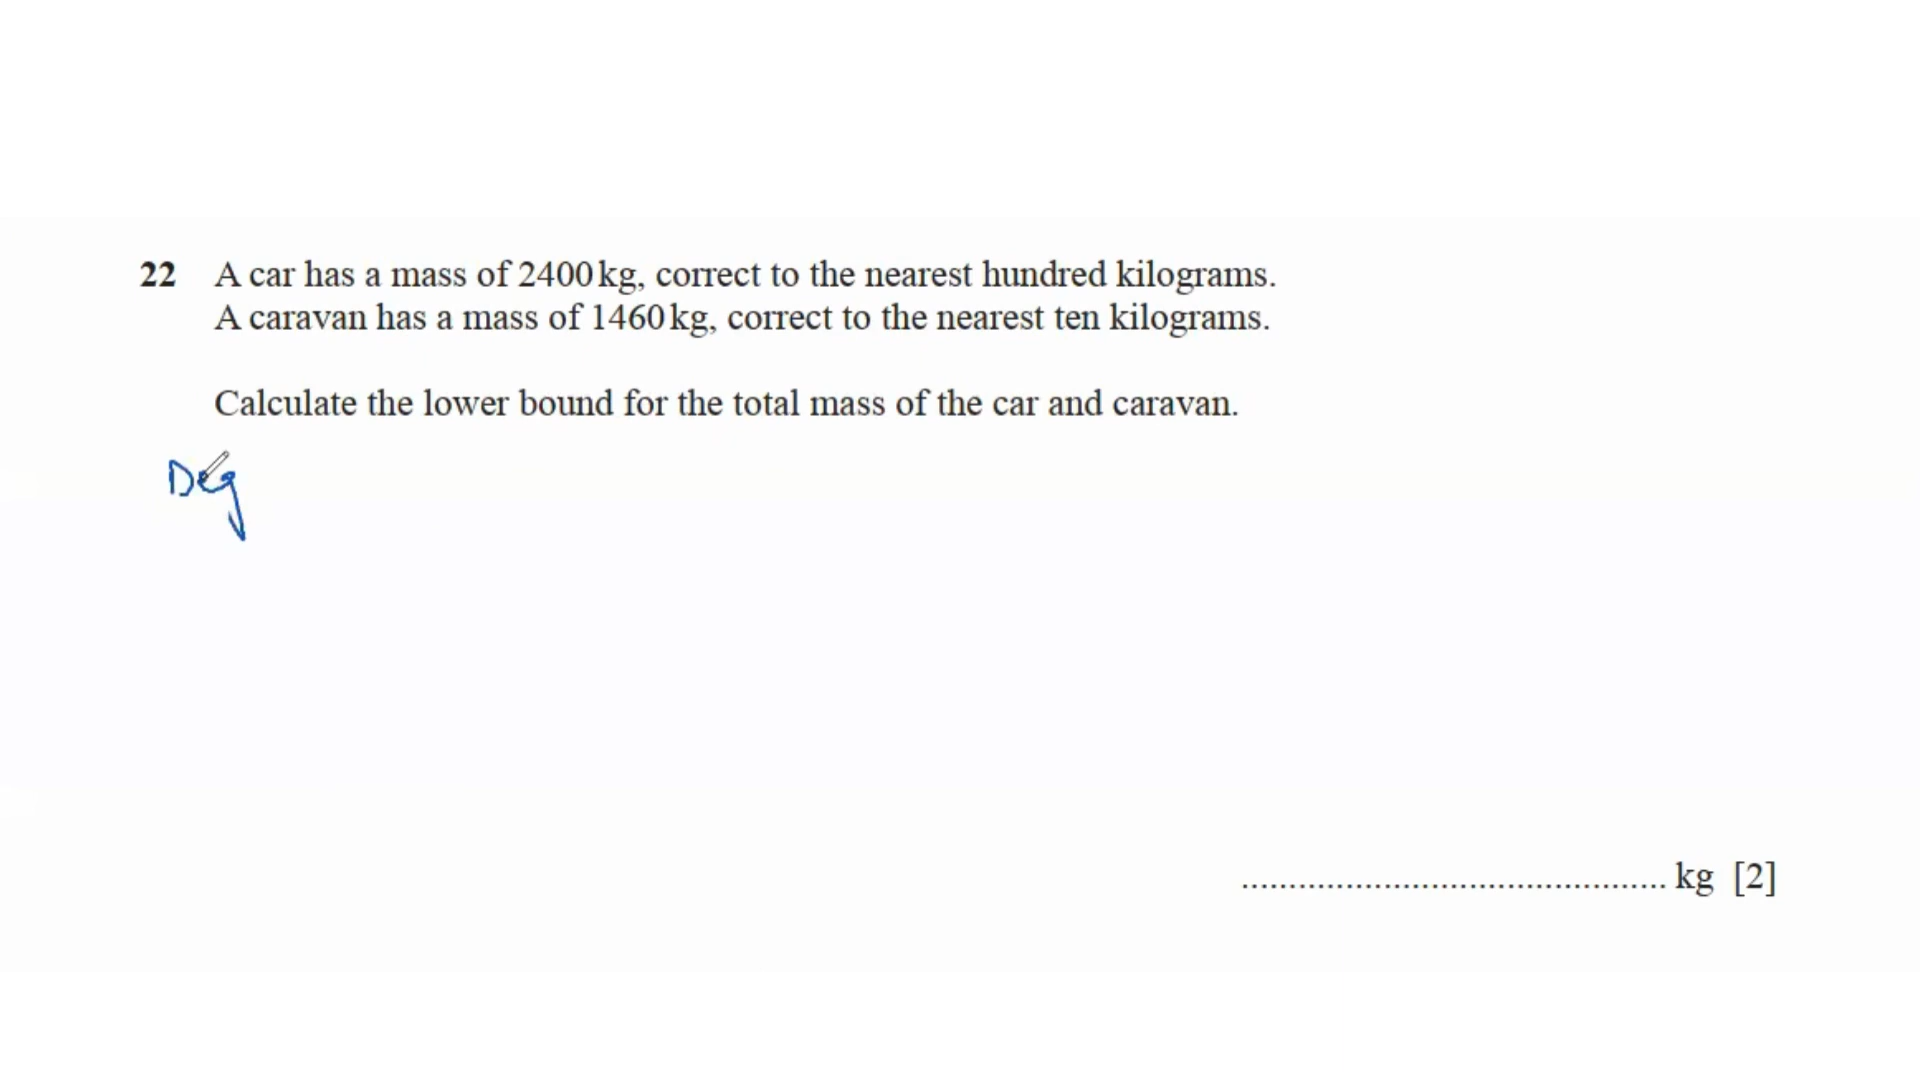 22 A car has a mass of 2400 kg, correct to the nearest hundred kilograms.
A caravan has a mass of 1460 kg, correct to the nearest ten kilograms.
Calculate the lower bound for the total mass of the car and caravan.
Deg
.............................................. kg [2]